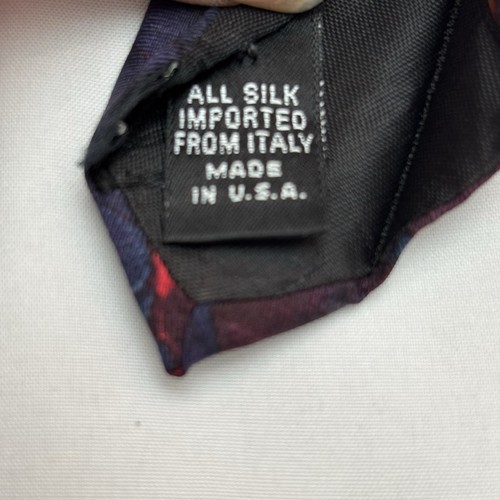 ALL SILK
IMPORTED
FROM ITALY
MADE
IN U.S.A.